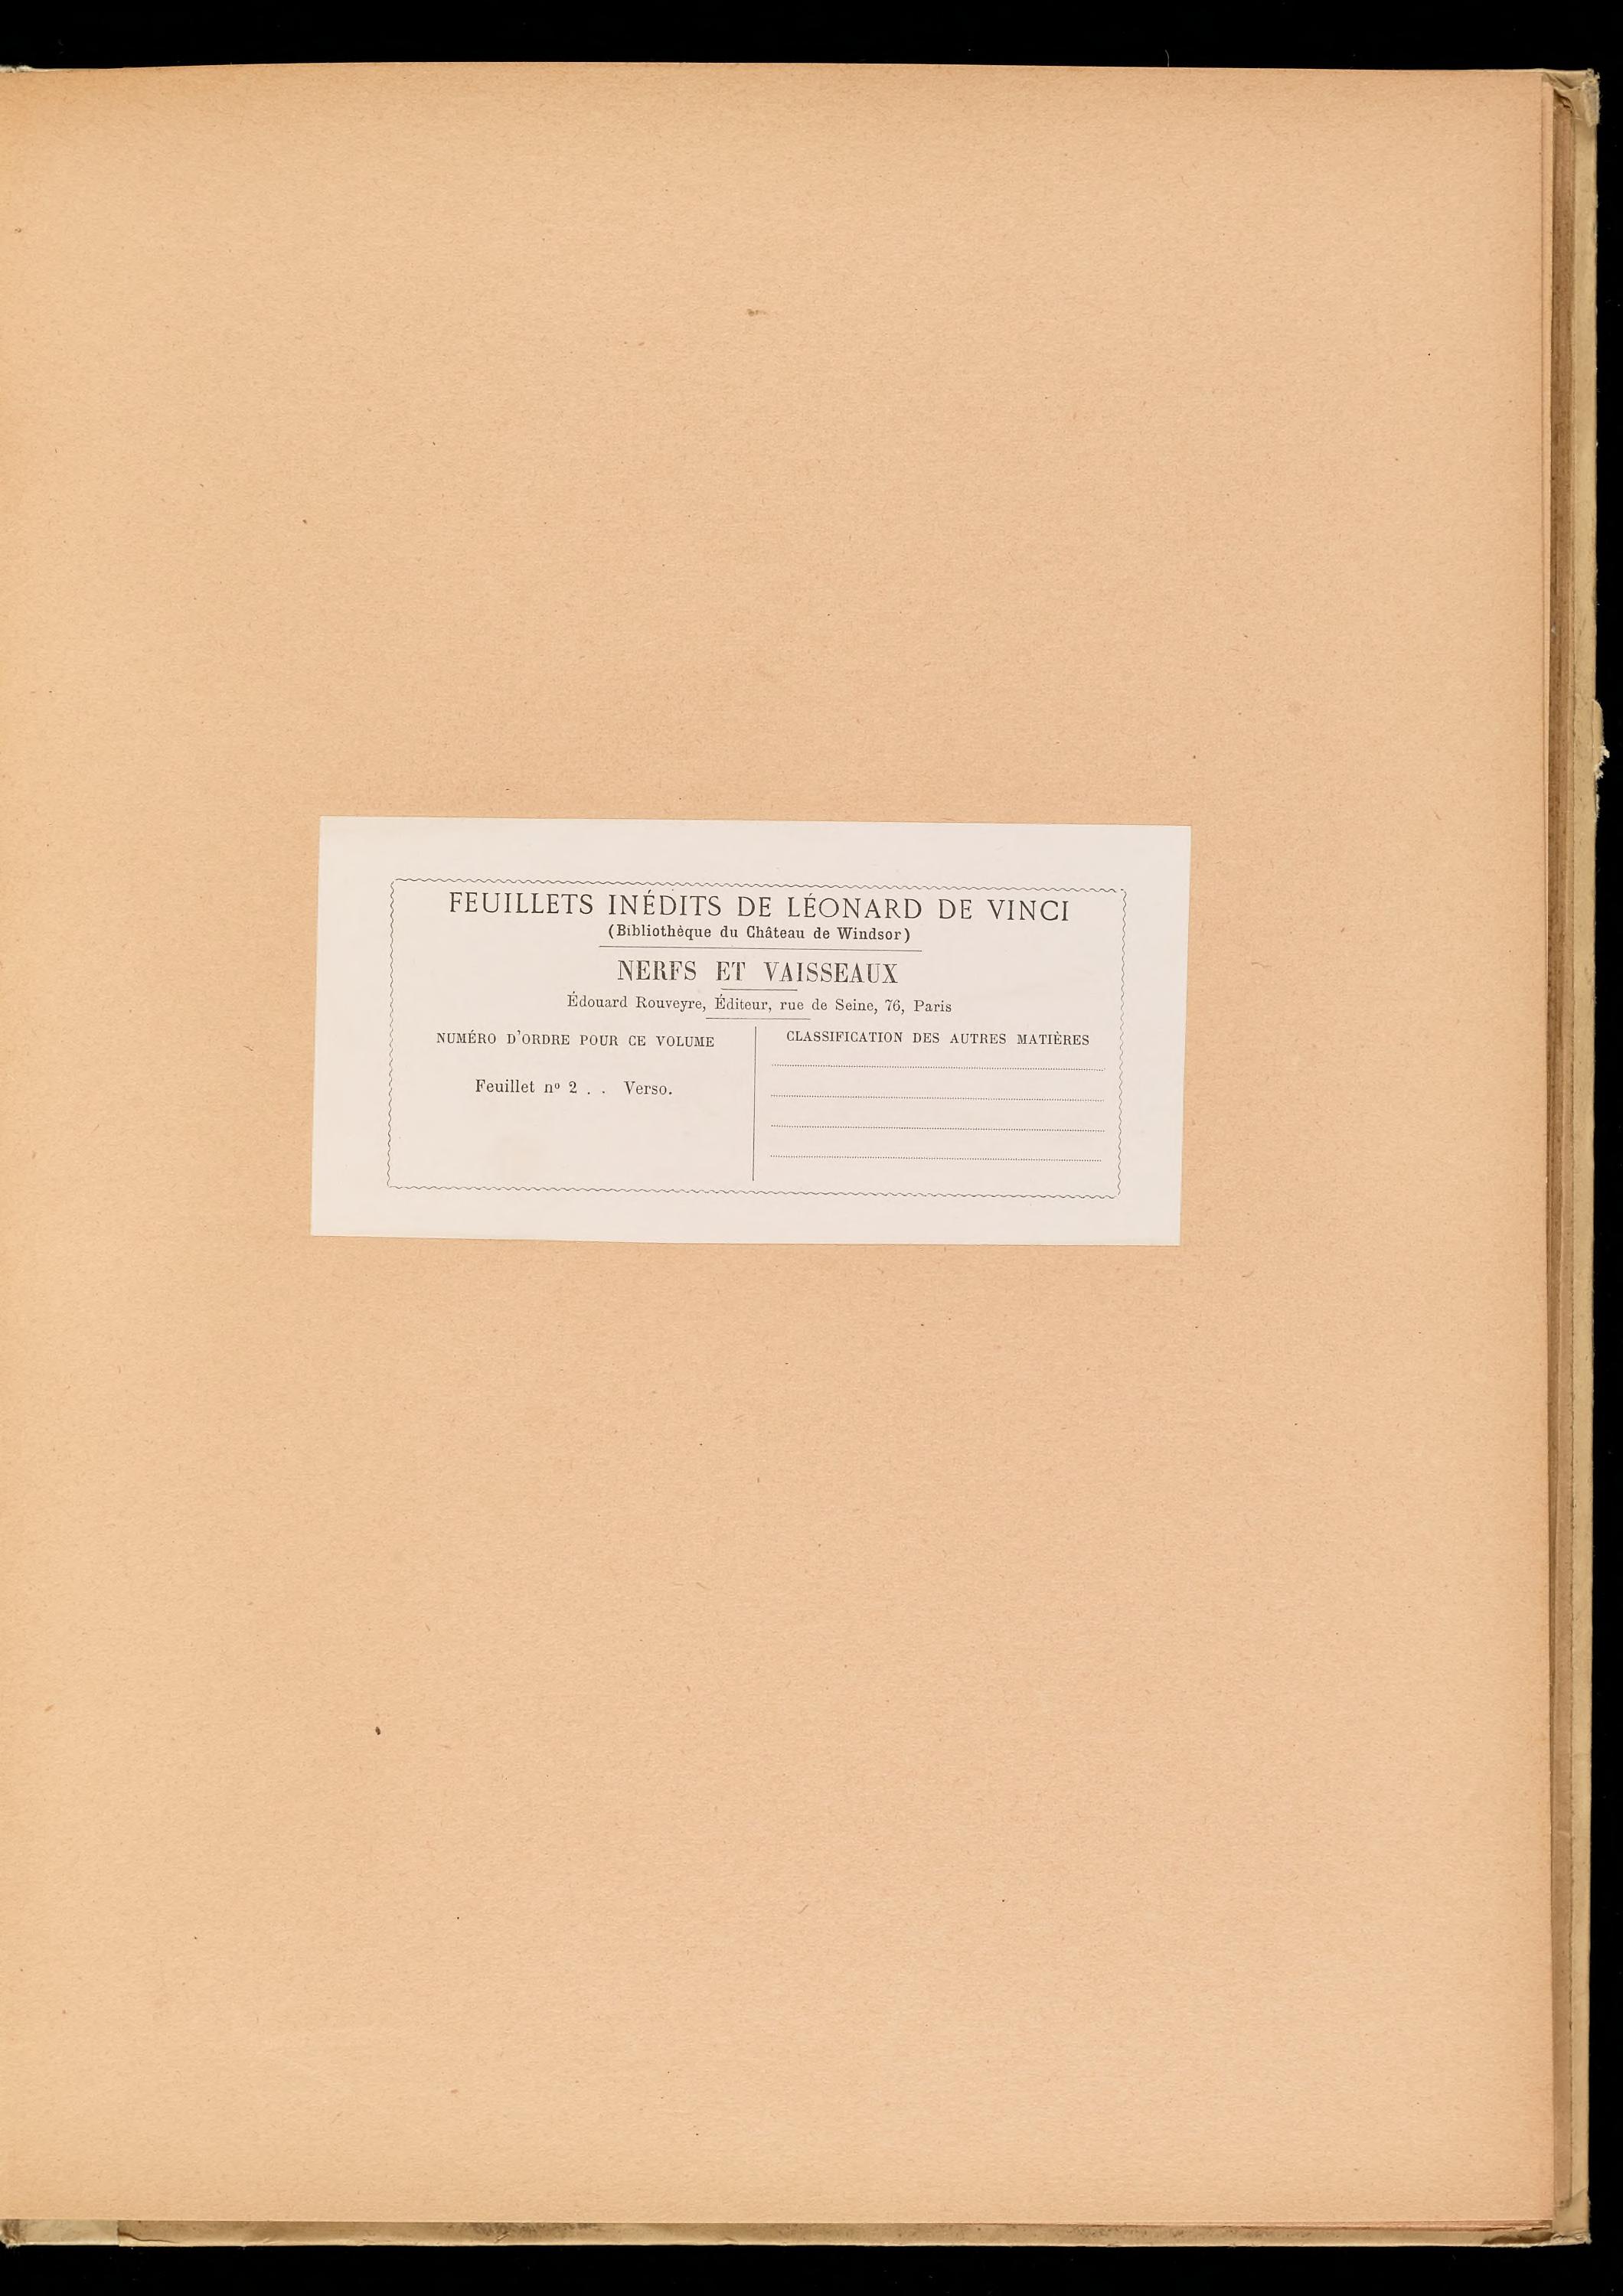 FEUILLETS INÉDITS DE LÉONARD DE VINCI
(Bibliothèque du Château de Windsor)
NERFS ET VAISSEAUX
Édouard Rouveyre, Éditeur, rue de Seine, 76, Paris
NUMÉRO D'ORDRE POUR CE VOLUME
Feuillet nº 2 . . Verso.
CLASSIFICATION DES AUTRES MATIÈRES